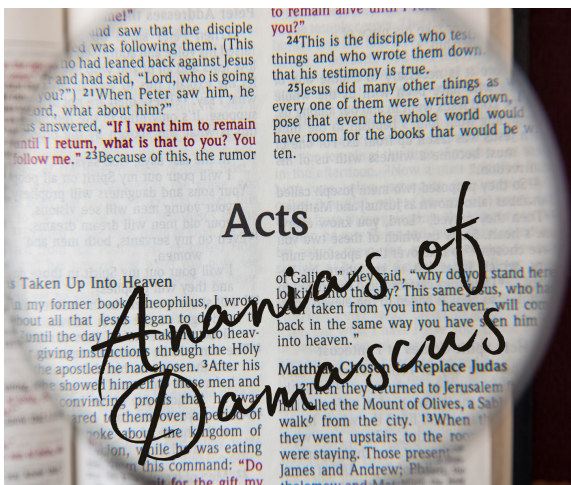 me!"
and saw that the disciple
was following them. (This
had leaned back against Jesus
and had said, "Lord, who is going
you?") 21When Peter saw him, he
what about him?"
answered, "If I want him to remain
until I return, what is that to you? You
follow me." 23Because of this, the rumor
to remain alive until I
you?"
24This is the disciple who
things and who wrote them down.
that his testimony is true.
25Jesus did many other things as
every one of them were written down,
pose that even the whole world would
have room for the books that would be
ten.
Acts
Ananias of
Damascus
Taken Up Into Heaven
my former book, Theophilus, I wrote
about all that Jesus began to do and to
until the day he was taken up to heav-
giving instructions through the Holy
the apostles he had chosen. 3After his
showed himself to these men and
convincing proofs that he was
them over a period of
about the kingdom of
while he was eating
this command: "Do
for the gift my
of Galilee," they said, "why do you stand here
looking into the sky? This same Jesus, who
been taken from you into heaven, will come
back in the same way you have seen him
into heaven."
Matthias Chosen to Replace Judas
12Then they returned to Jerusalem
hill called the Mount of Olives, a
walkb from the city. 13When
they went upstairs to the
were staying. Those present
James and Andrew;